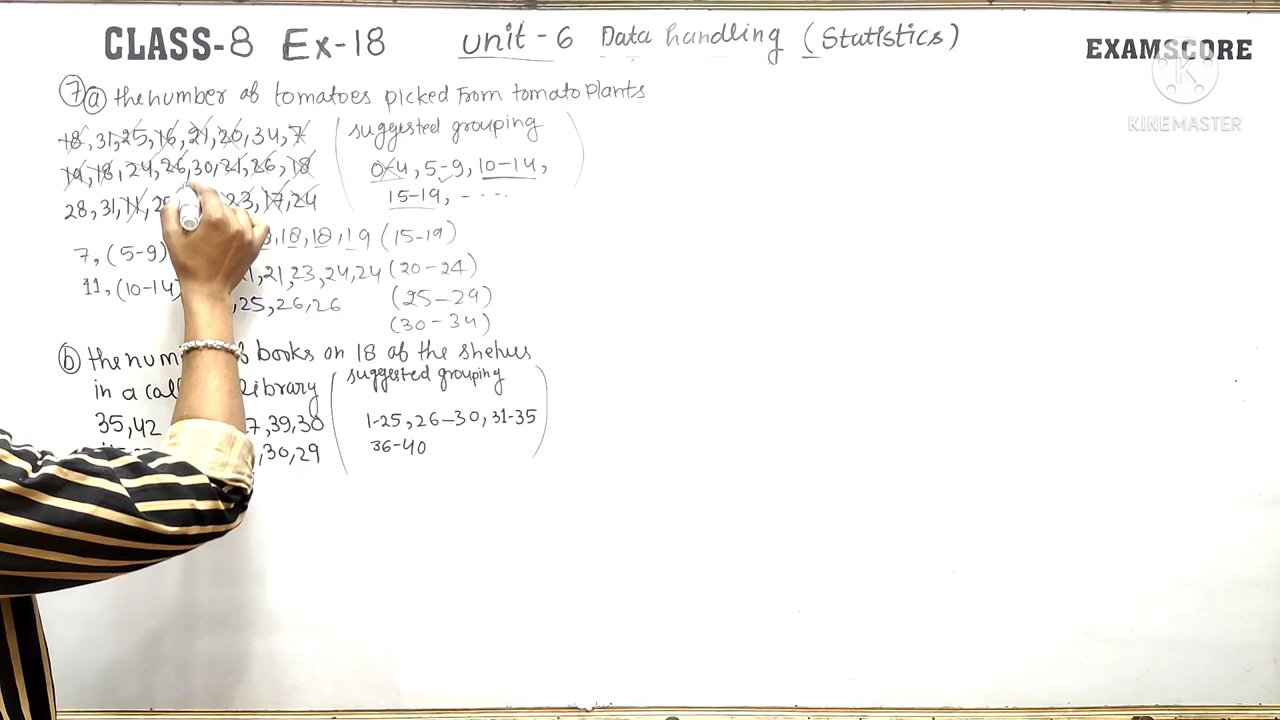 CLASS-8 Ex-18 Unit-6 Data handling (Statistics)
EXAMSCORE
KINEMASTER
7 a the number of tomatoes picked From tomato Plants
18, 31, 25, 16, 21, 20, 34, 7
19, 18, 24, 26, 30, 21, 26, 18
28, 31, 11, 23, 17, 24
(suggested grouping
0-4, 5-9, 10-14,
15-19, - ....)
7, (5-9) 18, 18, 19 (15-19)
11, (10-14) 21, 23, 24, 24 (20-24)
, 25, 26, 26 (25-29)
(30-34)
b the books on 18 of the shelves
in a library
(suggested grouping
35, 42 7, 39, 30
, 30, 29
1-25, 26-30, 31-35
36-40)